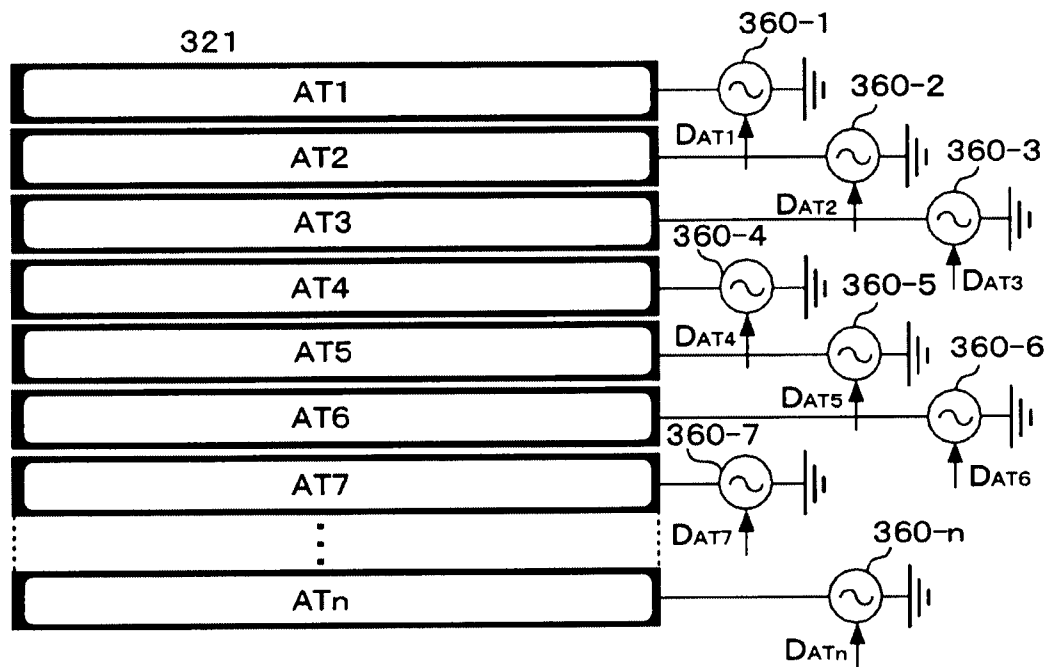 321
360-1
AT1
360-2
DAT1
AT2
360-3
DAT2
AT3
360-4
DAT3
AT4
360-5
DAT4
AT5
360-6
DAT5
AT6
360-7
DAT6
AT7
DAT7
360-n
ATn
DATn